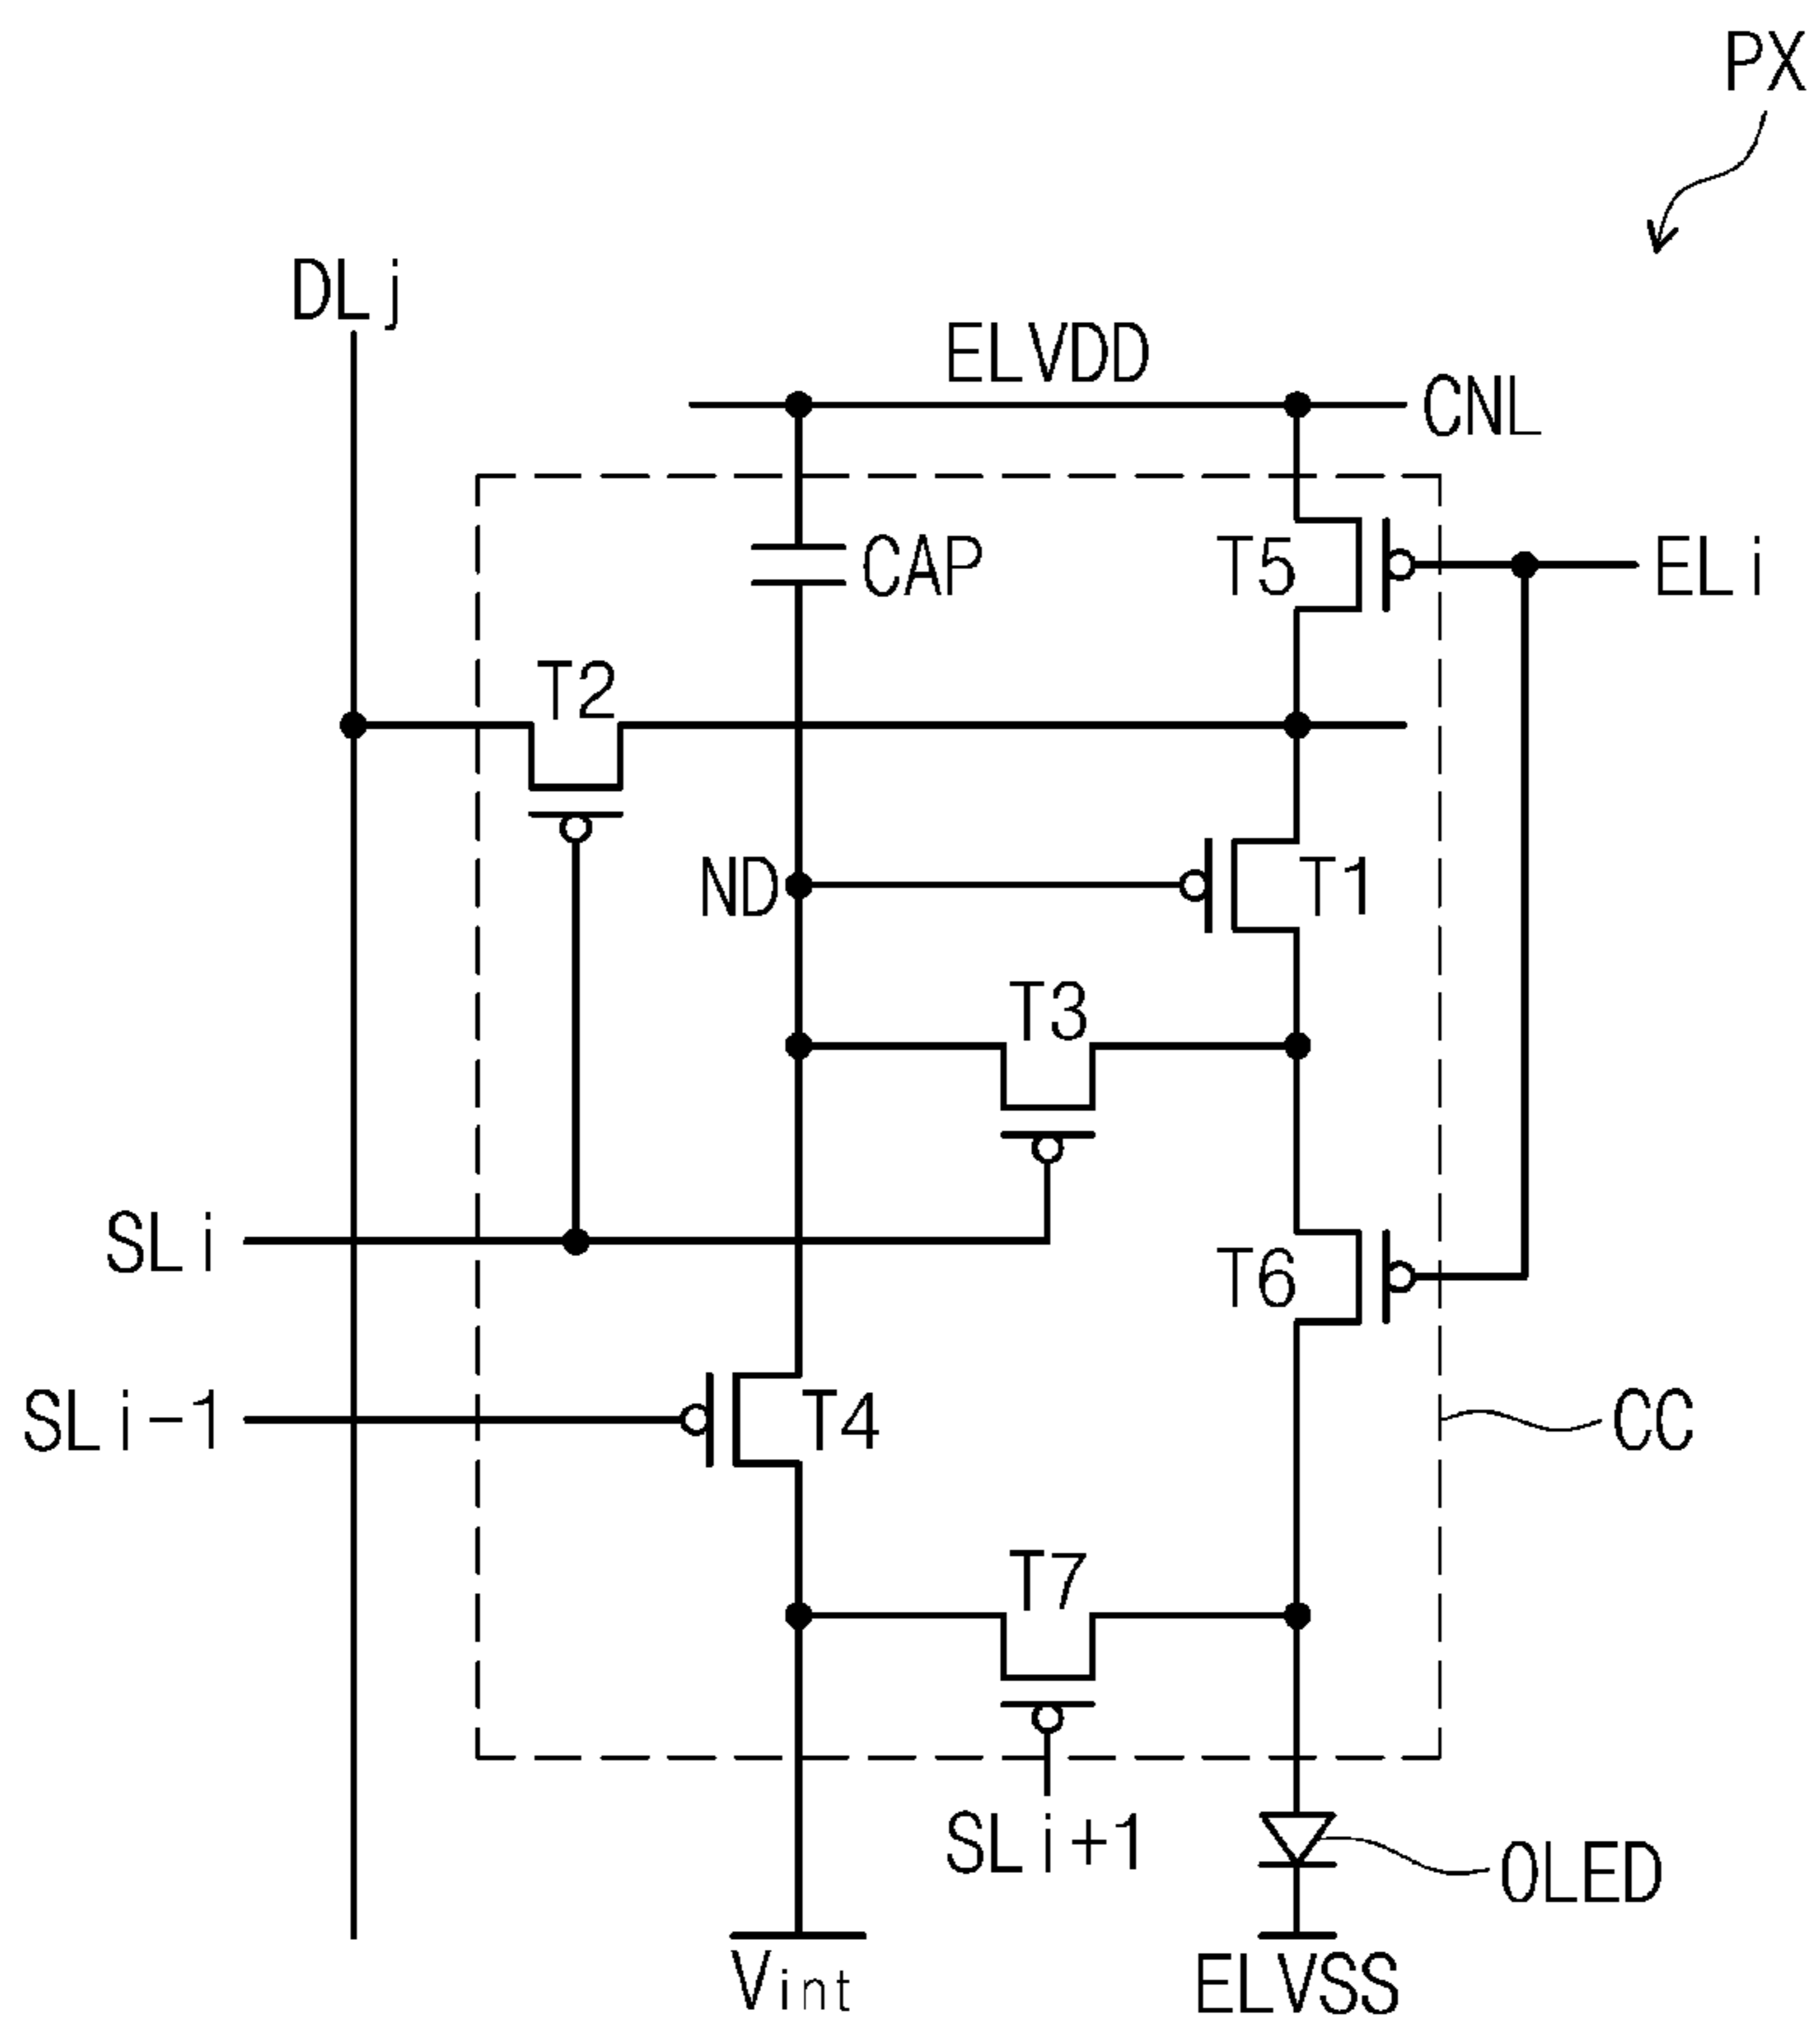 PX
DLj
ELVDD
CNL
CAP
T5
ELi
T2
ND
T1
T3
SLi
T6
SLi-1
T4
CC
T7
SLi+1
OLED
Vint
ELVSS